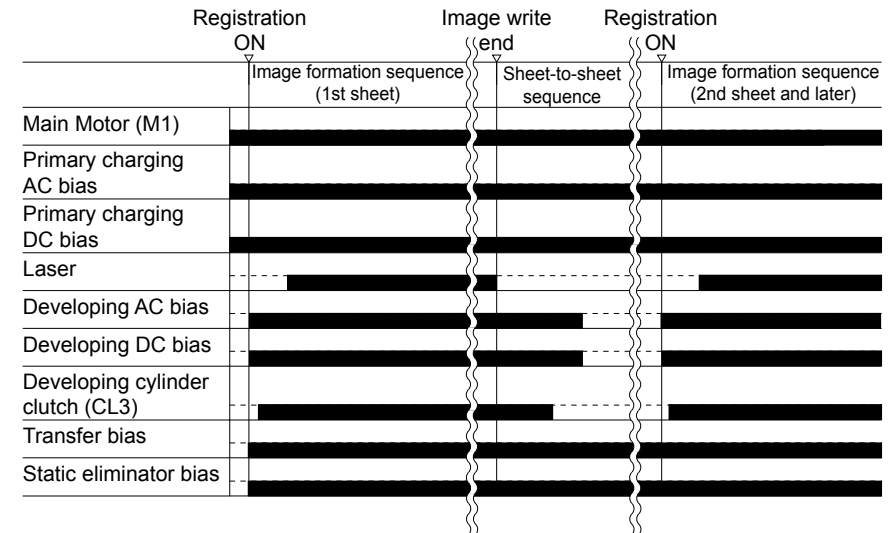 Registration
ON
Image write
end
Registration
ON
Image formation sequence
(1st sheet)
Sheet-to-sheet
sequence
Image formation sequence
(2nd sheet and later)
Main Motor (M1)
Primary charging
AC bias
Primary charging
DC bias
Laser
Developing AC bias
Developing DC bias
Developing cylinder
clutch (CL3)
Transfer bias
Static eliminator bias